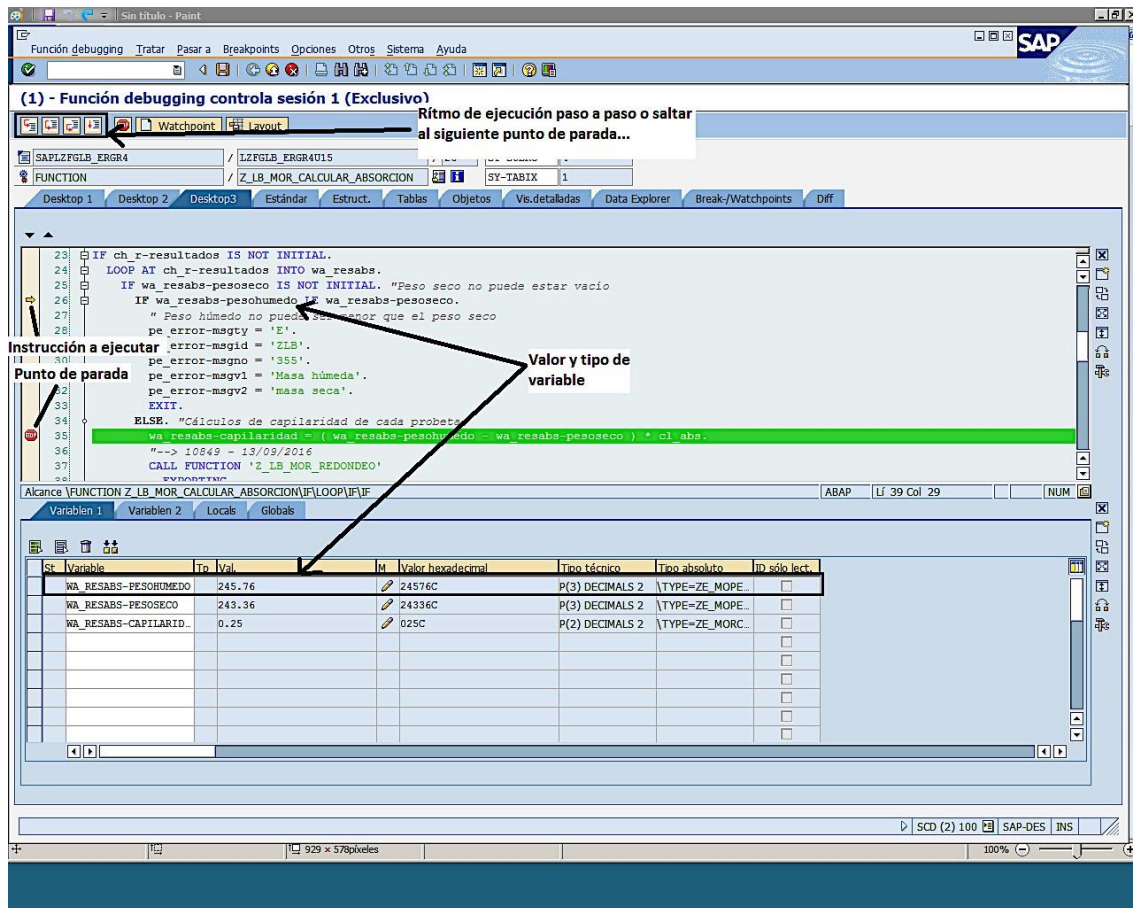 Sin título - Paint
Función debugging Tratar Pasar a Breakpoints Opciones Otros Sistema Ayuda
SAP
(1) - Función debugging controla sesión 1 (Exclusivo)
Rítmo de ejecución paso a paso o saltar
al siguiente punto de parada...
Watchpoint Layout
SAPLZFGLB_ERGR4 / LZFGLB_ERGR4U15 / 26
FUNCTION / Z_LB_MOR_CALCULAR_ABSORCION SY-TABIX 1
Desktop 1 Desktop 2 Desktop3 Estándar Estruct. Tablas Objetos Vis.detalladas Data Explorer Break-/Watchpoints Diff
23 IF ch_r-resultados IS NOT INITIAL.
24 LOOP AT ch_r-resultados INTO wa_resabs.
25 IF wa_resabs-pesoseco IS NOT INITIAL. "Peso seco no puede estar vacío
26 IF wa_resabs-pesohumedo LE wa_resabs-pesoseco.
27 " Peso húmedo no puede ser menor que el peso seco
28 pe_error-msgty = 'E'.
Instrucción a ejecutar
_error-msgid = 'ZLB'.
30 pe_error-msgno = '355'.
Punto de parada
pe_error-msgv1 = 'Masa húmeda'.
Valor y tipo de
variable
32 pe_error-msgv2 = 'masa seca'.
33 EXIT.
34 ELSE. "Cálculos de capilaridad de cada probeta
35 wa_resabs-capilaridad = ( wa_resabs-pesohumedo - wa_resabs-pesoseco ) * cl_abs.
36 "--> 10849 - 13/09/2016
37 CALL FUNCTION 'Z_LB_MOR_REDONDEO'
38 EXPORTING
Alcance \FUNCTION Z_LB_MOR_CALCULAR_ABSORCION\IF\LOOP\IF\IF ABAP Lí 39 Col 29 NUM
Variablen 1 Variablen 2 Locals Globals
St Variable Tp Val. M Valor hexadecimal Tipo técnico Tipo absoluto ID sólo lect.
WA_RESABS-PESOHUMEDO 245.76 24576C P(3) DECIMALS 2 \TYPE=ZE_MOPE...
WA_RESABS-PESOSECO 243.36 24336C P(3) DECIMALS 2 \TYPE=ZE_MOPE...
WA_RESABS-CAPILARID... 0.25 025C P(2) DECIMALS 2 \TYPE=ZE_MORC...
SCD (2) 100 SAP-DES INS
929 × 578píxeles 100%